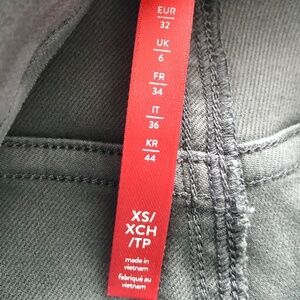 EUR
32
UK
6
FR
34
IT
36
KR
44
XS/
XCH
/TP
made in
vietnam
fabriqué au
vietnam